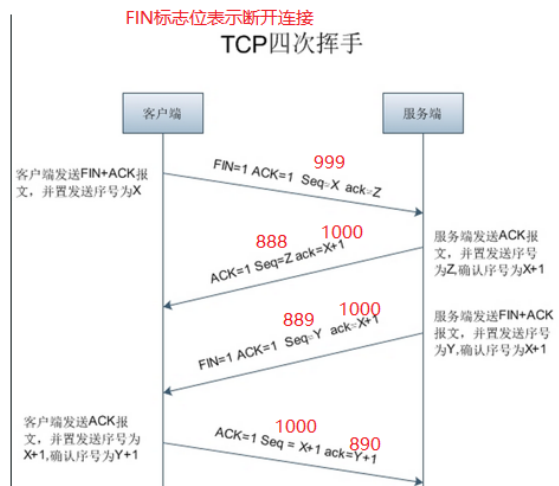 FIN标志位表示断开连接
TCP四次挥手
客户端
服务端
客户端发送FIN+ACK报
文，并置发送序号为X
999
FIN=1 ACK=1 Seq=X ack=Z
服务端发送ACK报
文，并置发送序号
为Z,确认序号为X+1
888 1000
ACK=1 Seq=Z ack=X+1
服务端发送FIN+ACK
报文，并置发送序号
为Y,确认序号为X+1
889 1000
FIN=1 ACK=1 Seq=Y ack=X+1
客户端发送ACK报
文，并置发送序号为
X+1,确认序号为Y+1
1000 890
ACK=1 Seq = X+1 ack=Y+1